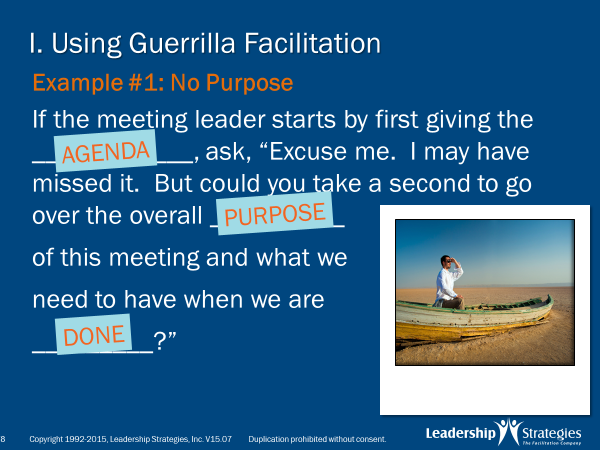 I. Using Guerrilla Facilitation
Example #1: No Purpose
If the meeting leader starts by first giving the
__AGENDA___, ask, “Excuse me.  I may have
missed it.  But could you take a second to go
over the overall _PURPOSE_
of this meeting and what we
need to have when we are
__DONE__?”
8 Copyright 1992-2015, Leadership Strategies, Inc. V15.07 Duplication prohibited without consent.
Leadership Strategies
The Facilitation Company